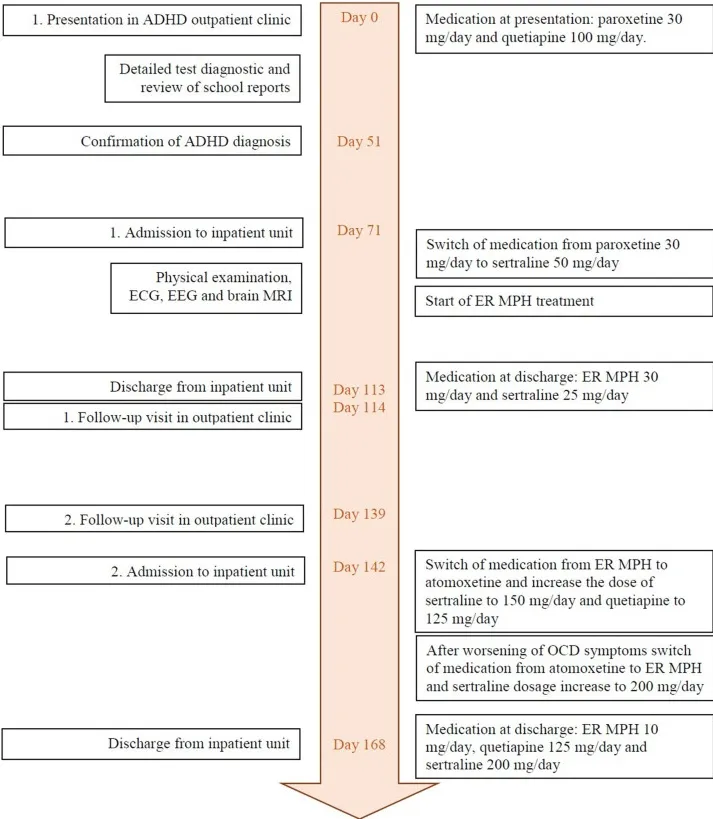 1. Presentation in ADHD outpatient clinic
Day 0
Medication at presentation: paroxetine 30
mg/day and quetiapine 100 mg/day.
Detailed test diagnostic and
review of school reports
Confirmation of ADHD diagnosis
Day 51
1. Admission to inpatient unit
Day 71
Switch of medication from paroxetine 30
mg/day to sertraline 50 mg/day
Physical examination,
ECG, EEG and brain MRI
Start of ER MPH treatment
Discharge from inpatient unit
Day 113
Medication at discharge: ER MPH 30
mg/day and sertraline 25 mg/day
1. Follow-up visit in outpatient clinic
Day 114
2. Follow-up visit in outpatient clinic
Day 139
2. Admission to inpatient unit
Day 142
Switch of medication from ER MPH to
atomoxetine and increase the dose of
sertraline to 150 mg/day and quetiapine to
125 mg/day
After worsening of OCD symptoms switch
of medication from atomoxetine to ER MPH
and sertraline dosage increase to 200 mg/day
Discharge from inpatient unit
Day 168
Medication at discharge: ER MPH 10
mg/day, quetiapine 125 mg/day and
sertraline 200 mg/day